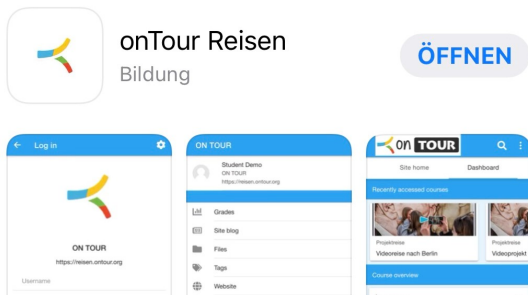 onTour Reisen
Bildung
ÖFFNEN
Log in
ON TOUR
https://reisen.ontour.org
Username
ON TOUR
Student Demo
ON TOUR
https://reisen.ontour.org
Grades
Site blog
Files
Tags
Website
on TOUR
Site home
Dashboard
Recently accessed courses
Projektreise
Videoreise nach Berlin
Projektreise
Videoprojekt
Course overview